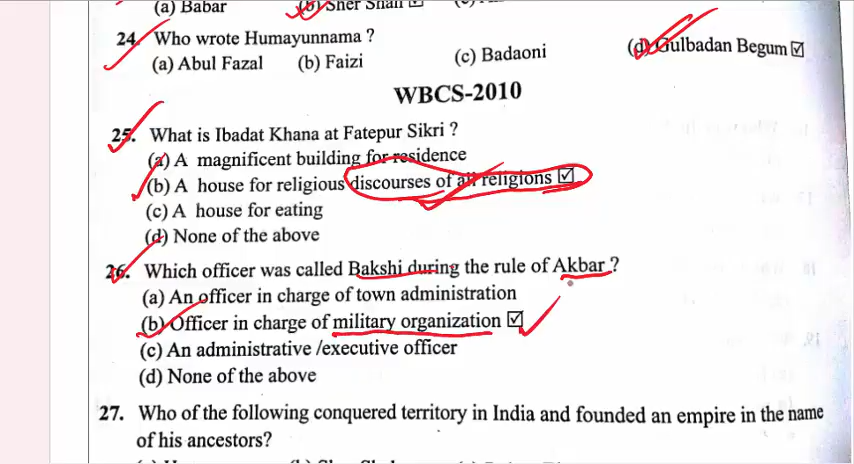 (a) Babar (b) Sher Shah ☑
24. Who wrote Humayunnama ?
(a) Abul Fazal (b) Faizi (c) Badaoni (d) Gulbadan Begum ☑
WBCS-2010
25. What is Ibadat Khana at Fatepur Sikri ?
(a) A magnificent building for residence
(b) A house for religious discourses of all religions ☑
(c) A house for eating
(d) None of the above
26. Which officer was called Bakshi during the rule of Akbar ?
(a) An officer in charge of town administration
(b) Officer in charge of military organization ☑
(c) An administrative /executive officer
(d) None of the above
27. Who of the following conquered territory in India and founded an empire in the name
of his ancestors?